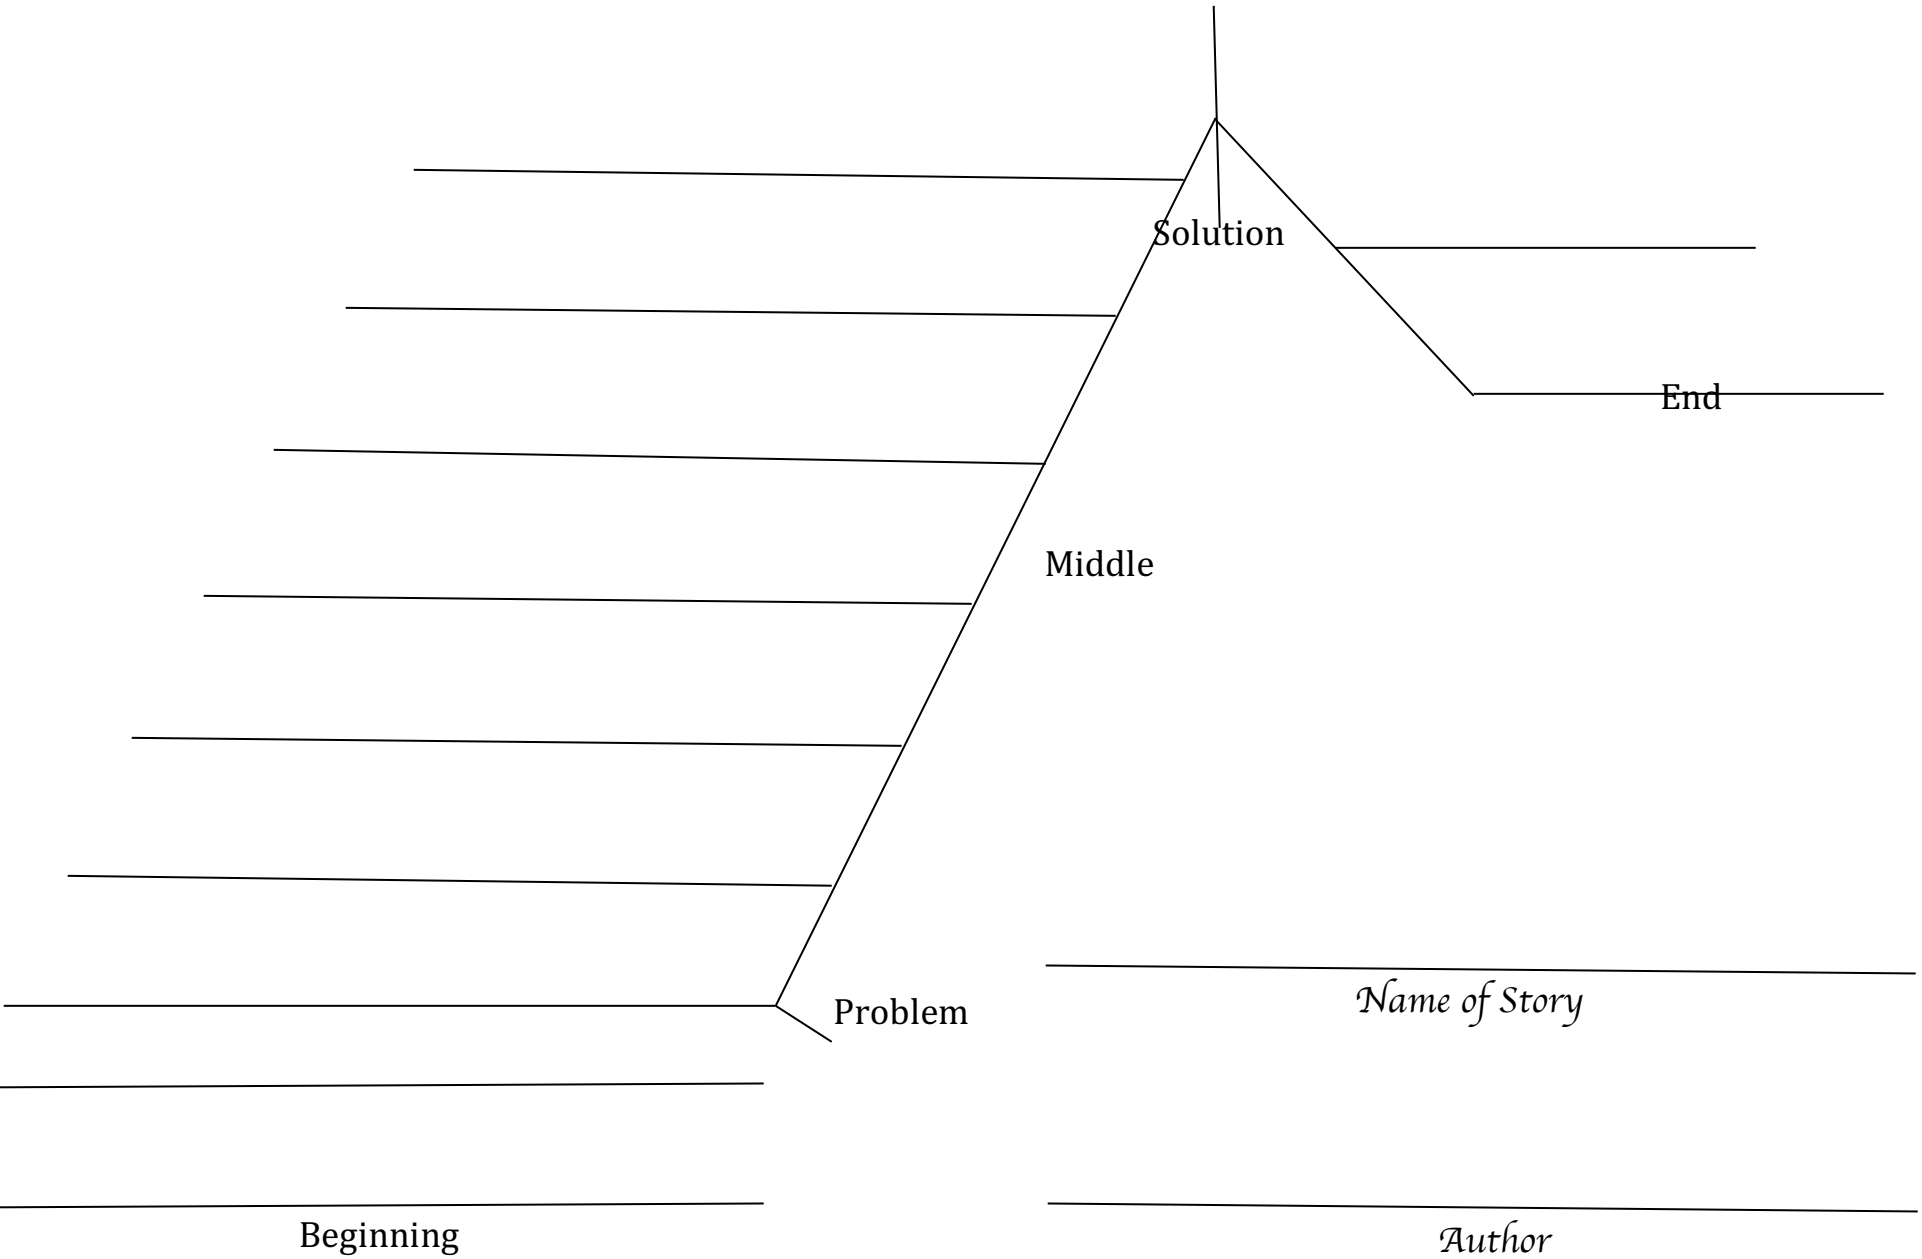 Solution
End
Middle
Problem
Name of Story
Beginning
Author